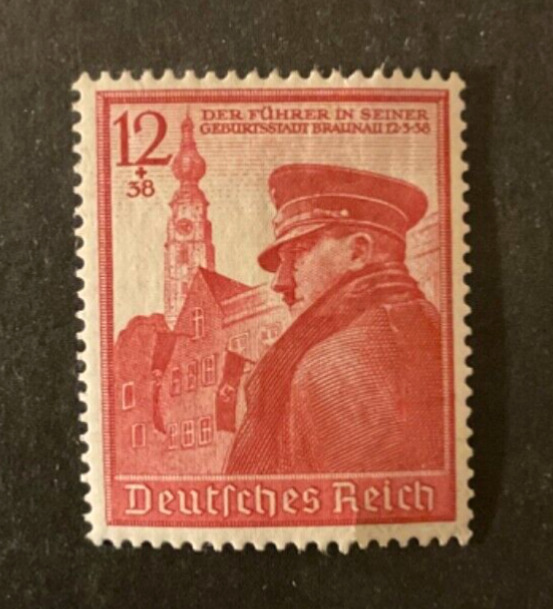 12
+
38
DER FÜHRER IN SEINER
GEBURTSSTADT BRAUNAU 12·3·38
Deutſches Reich